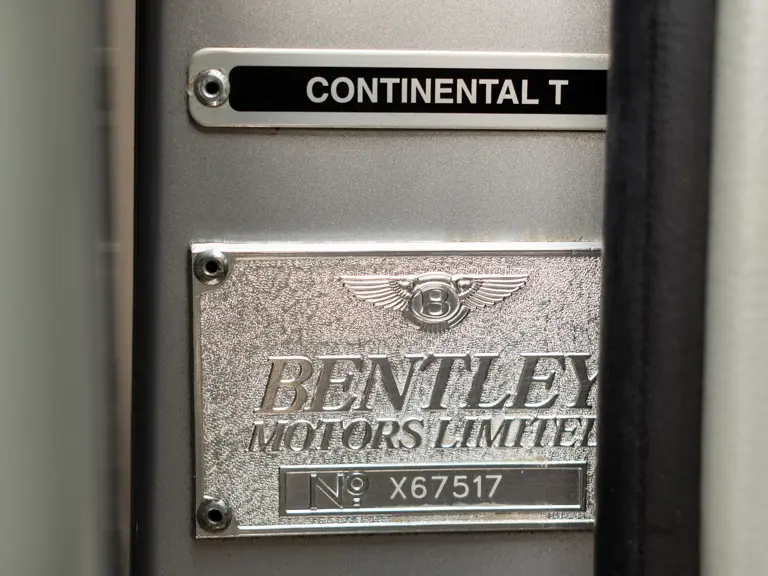 CONTINENTAL T
B
BENTLEY
MOTORS LIMITED
Nº X67517